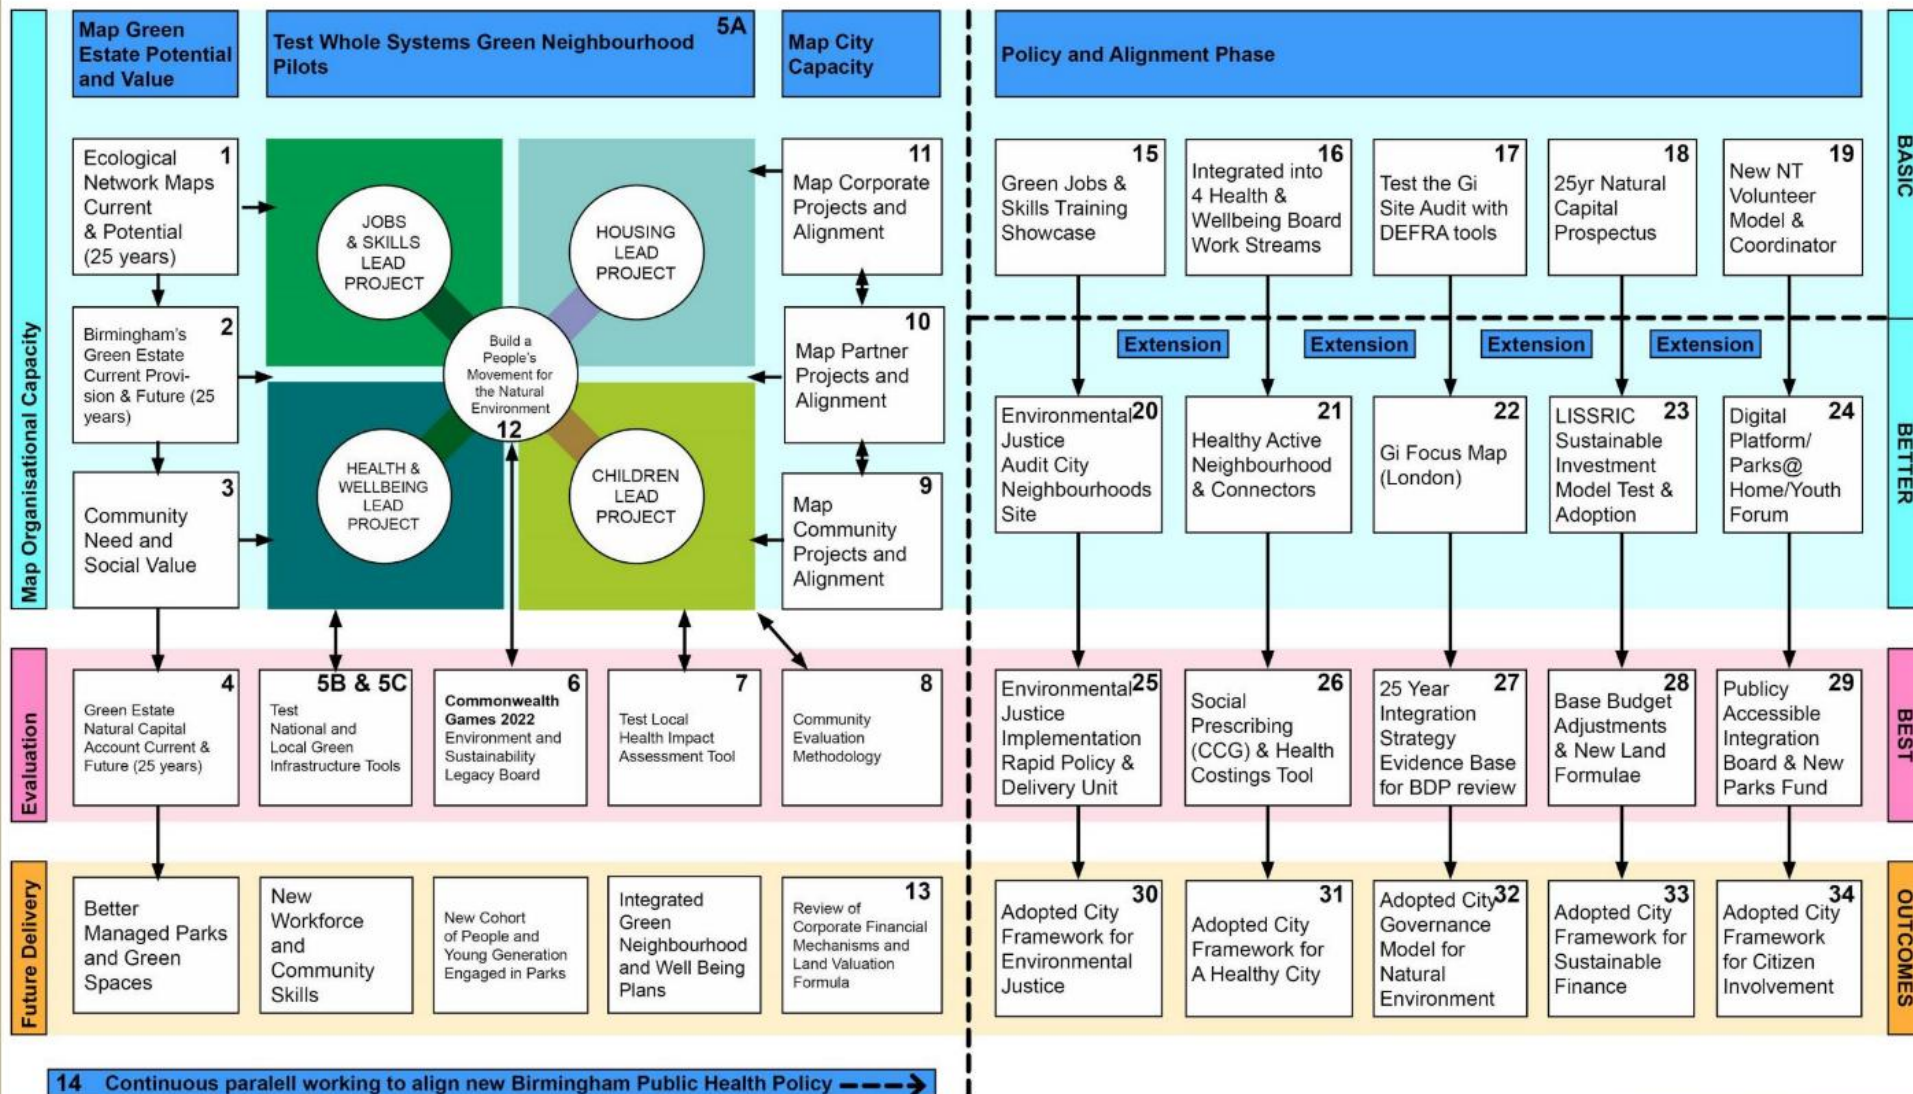 Map Green
Estate Potential
and Value
5A
Test Whole Systems Green Neighbourhood
Pilots
Map City
Capacity
Policy and Alignment Phase
Map Organisational Capacity
Evaluation
Future Delivery
BASIC
BETTER
BEST
OUTCOMES
1
Ecological
Network Maps
Current
& Potential
(25 years)
2
Birmingham's
Green Estate
Current Provi-
sion & Future (25
years)
3
Community
Need and
Social Value
JOBS
& SKILLS
LEAD
PROJECT
HOUSING
LEAD
PROJECT
Build a
People's
Movement for
the Natural
Environment
12
HEALTH &
WELLBEING
LEAD
PROJECT
CHILDREN
LEAD
PROJECT
11
Map Corporate
Projects and
Alignment
10
Map Partner
Projects and
Alignment
9
Map
Community
Projects and
Alignment
4
Green Estate
Natural Capital
Account Current &
Future (25 years)
5B & 5C
Test
National and
Local Green
Infrastructure Tools
6
Commonwealth
Games 2022
Environment and
Sustainability
Legacy Board
7
Test Local
Health Impact
Assessment Tool
8
Community
Evaluation
Methodology
Better
Managed Parks
and Green
Spaces
New
Workforce
and
Community
Skills
New Cohort
of People and
Young Generation
Engaged in Parks
Integrated
Green
Neighbourhood
and Well Being
Plans
13
Review of
Corporate Financial
Mechanisms and
Land Valuation
Formula
14 Continuous paralell working to align new Birmingham Public Health Policy
15
Green Jobs &
Skills Training
Showcase
16
Integrated into
4 Health &
Wellbeing Board
Work Streams
17
Test the Gi
Site Audit with
DEFRA tools
18
25yr Natural
Capital
Prospectus
19
New NT
Volunteer
Model &
Coordinator
Extension
Extension
Extension
Extension
Environmental 20
Justice
Audit City
Neighbourhoods
Site
21
Healthy Active
Neighbourhood
& Connectors
22
Gi Focus Map
(London)
LISSRIC 23
Sustainable
Investment
Model Test &
Adoption
Digital 24
Platform/
Parks@
Home/Youth
Forum
Environmental 25
Justice
Implementation
Rapid Policy &
Delivery Unit
26
Social
Prescribing
(CCG) & Health
Costings Tool
25 Year 27
Integration
Strategy
Evidence Base
for BDP review
28
Base Budget
Adjustments
& New Land
Formulae
Publicy 29
Accessible
Integration
Board & New
Parks Fund
30
Adopted City
Framework for
Environmental
Justice
31
Adopted City
Framework for
A Healthy City
Adopted City 32
Governance
Model for
Natural
Environment
33
Adopted City
Framework for
Sustainable
Finance
34
Adopted City
Framework
for Citizen
Involvement